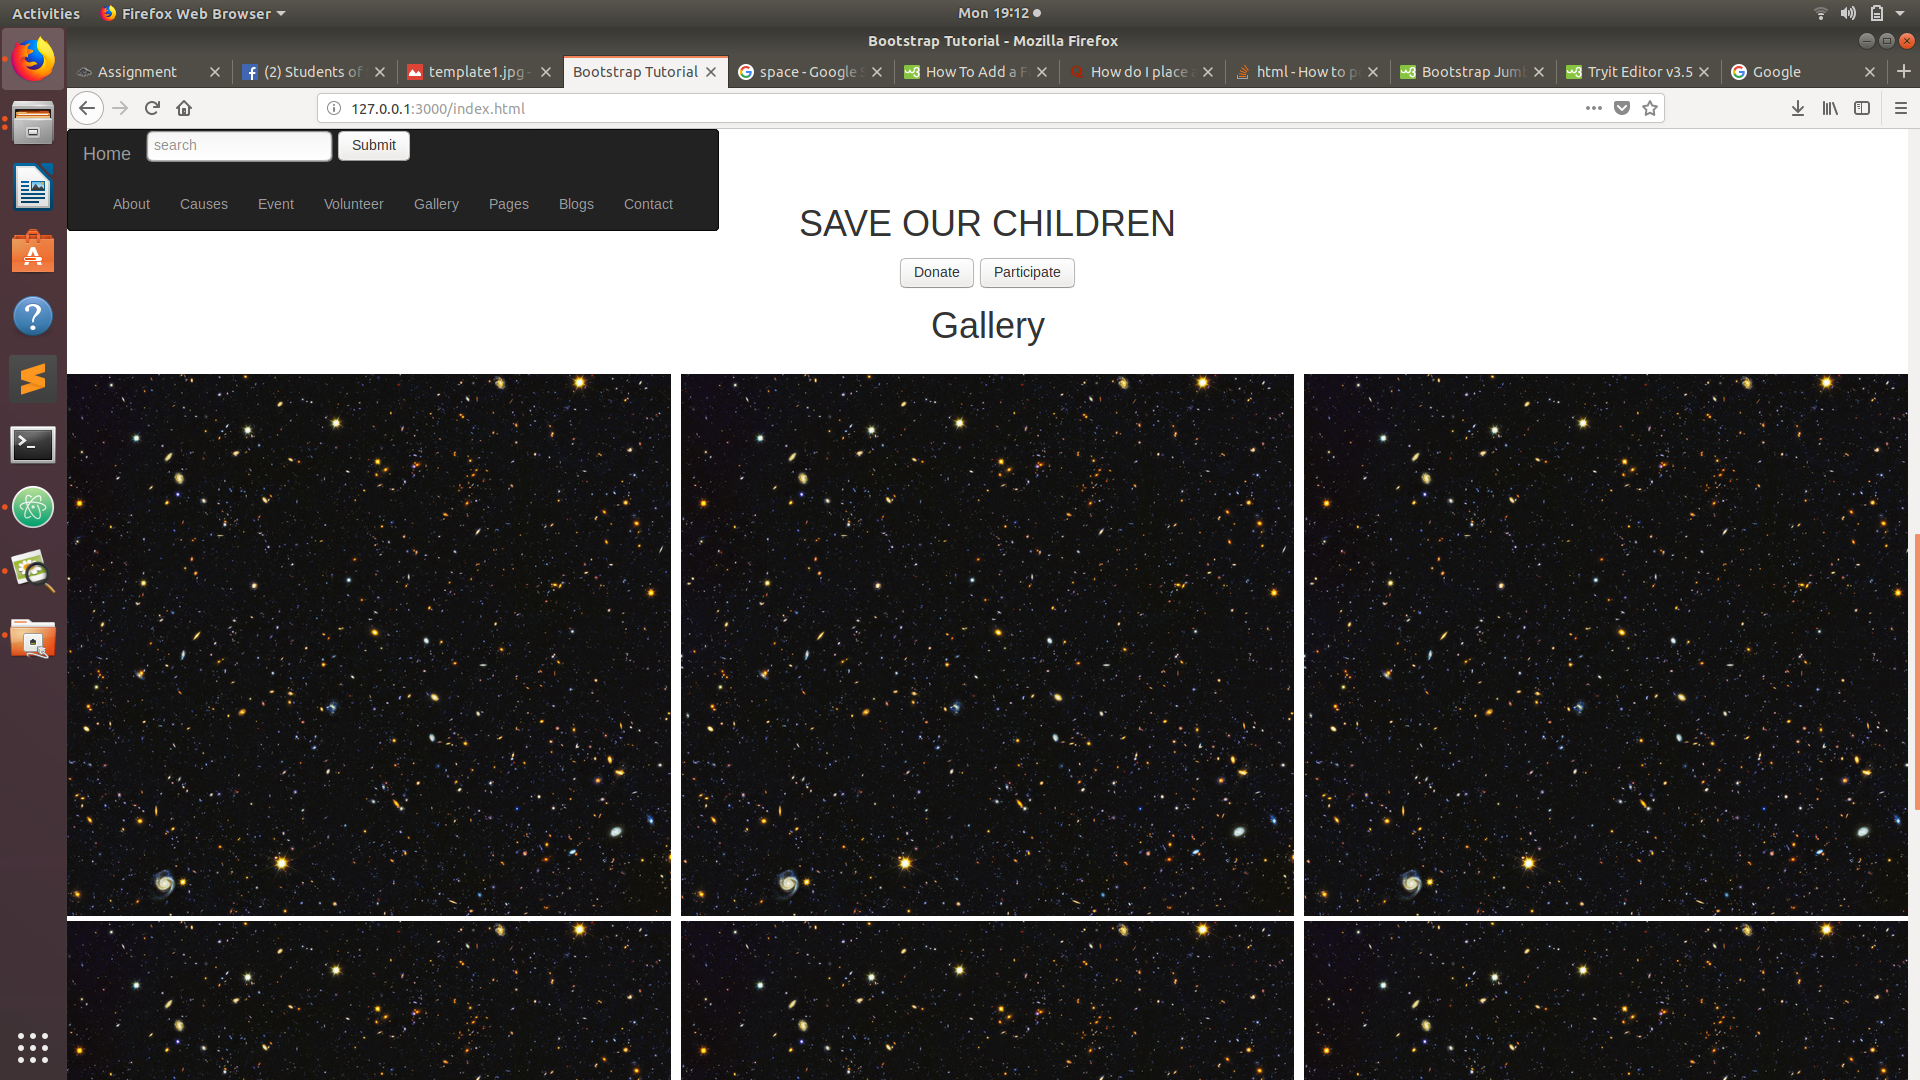 Activities Firefox Web Browser Mon 19:12
Bootstrap Tutorial - Mozilla Firefox
Assignment (2) Students of template1.jpg - Bootstrap Tutorial space - Google How To Add a F How do I place html - How to p Bootstrap Jum Tryit Editor v3.5 Google
127.0.0.1:3000/index.html
Home search Submit
About Causes Event Volunteer Gallery Pages Blogs Contact
SAVE OUR CHILDREN
Donate Participate
Gallery